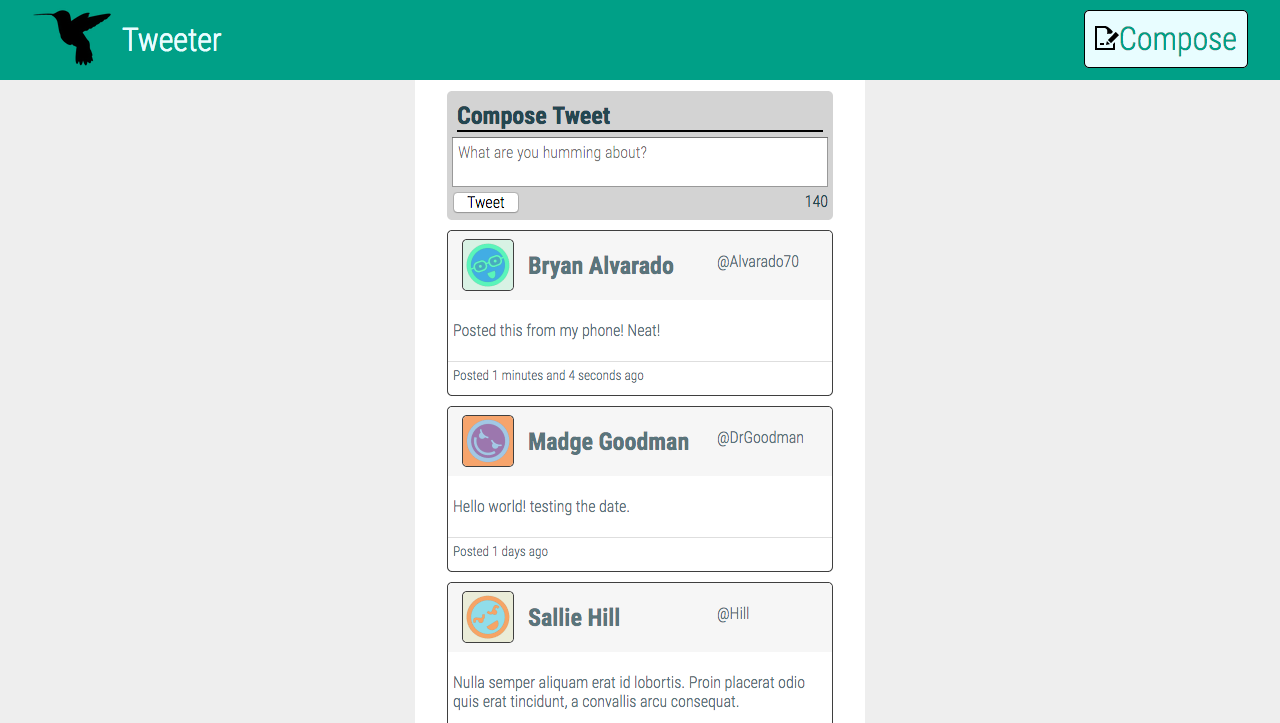 Tweeter
Compose
Compose Tweet
What are you humming about?
Tweet
140
Bryan Alvarado
@Alvarado70
Posted this from my phone! Neat!
Posted 1 minutes and 4 seconds ago
Madge Goodman
@DrGoodman
Hello world! testing the date.
Posted 1 days ago
Sallie Hill
@Hill
Nulla semper aliquam erat id lobortis. Proin placerat odio
quis erat tincidunt, a convallis arcu consequat.